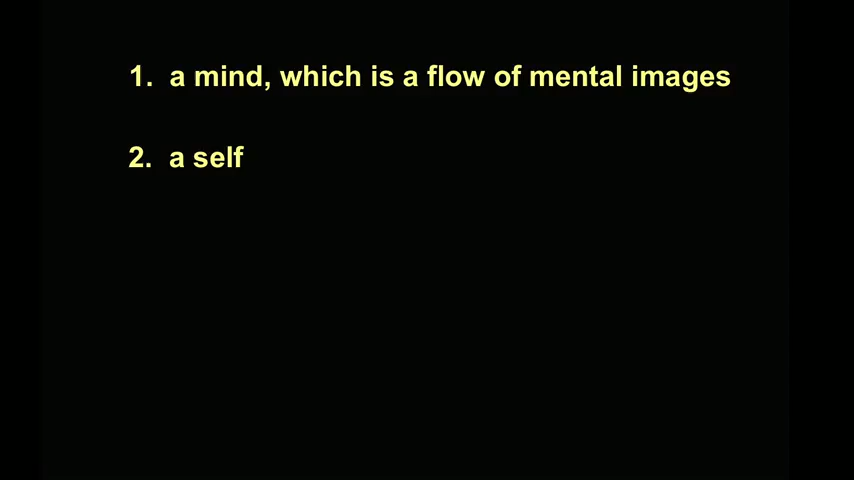 1. a mind, which is a flow of mental images
2. a self